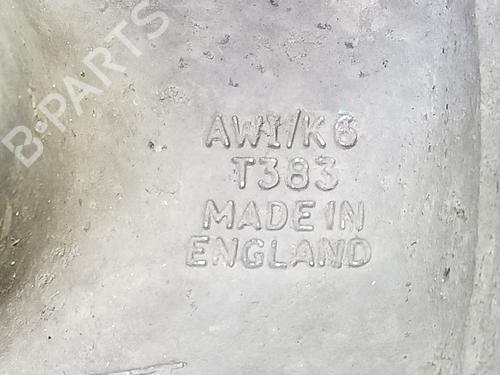 B-PARTS
AW1/K6
T383
MADE IN
ENGLAND